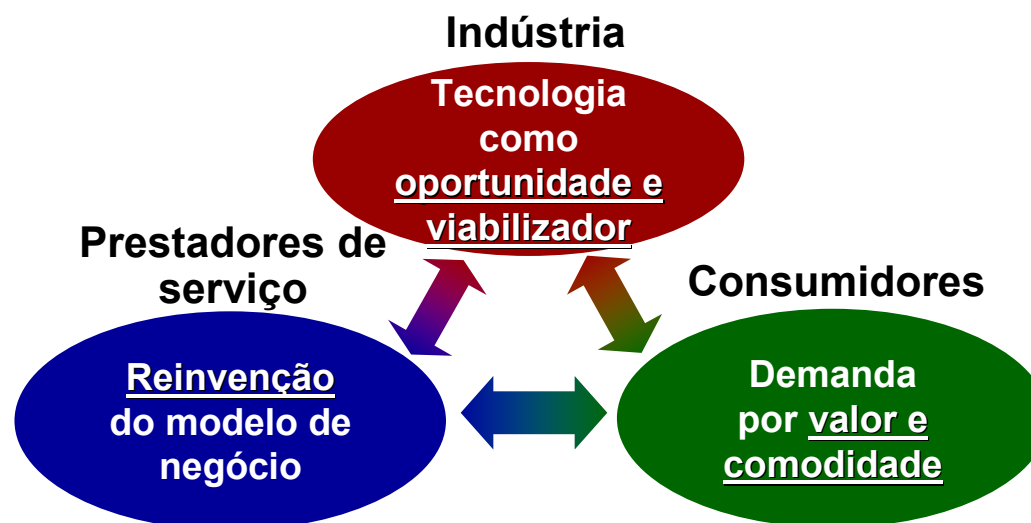 Indústria
Tecnologia
como
oportunidade e
viabilizador
Prestadores de
serviço
Reinvenção
do modelo de
negócio
Consumidores
Demanda
por valor e
comodidade